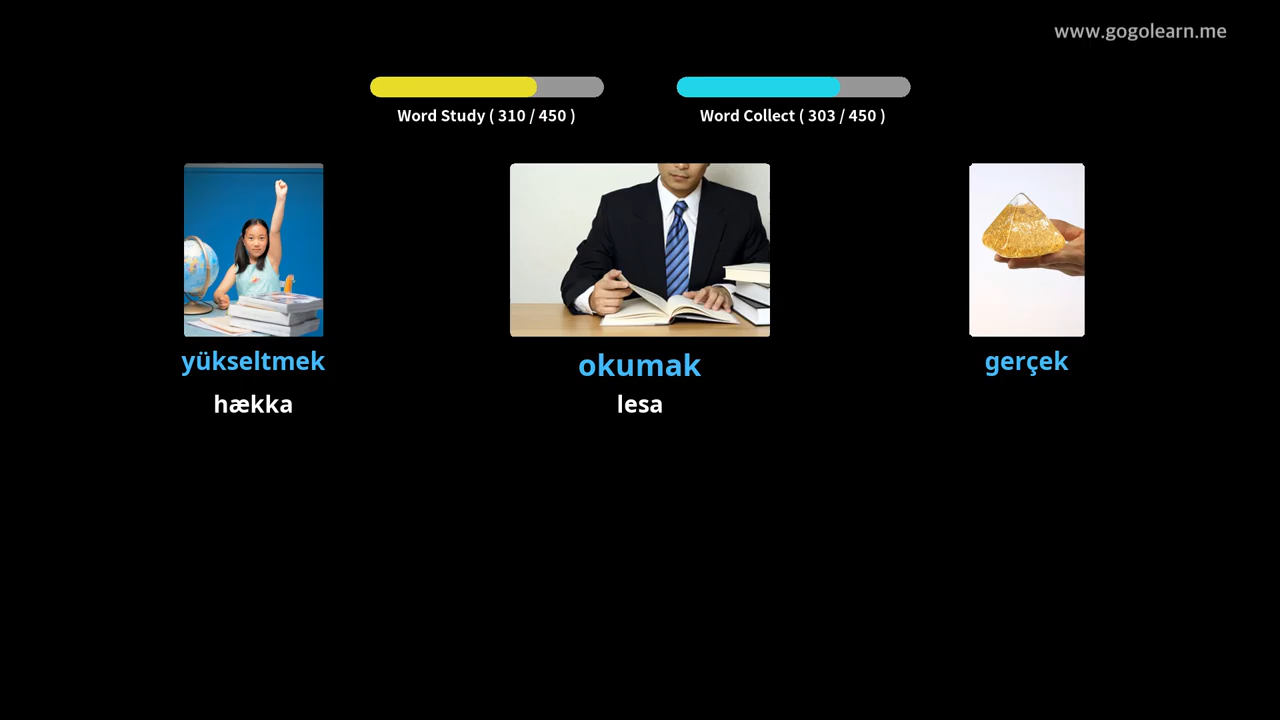 www.gogolearn.me
Word Study ( 310 / 450 )
Word Collect ( 303 / 450 )
yükseltmek
okumak
gerçek
hækka
lesa